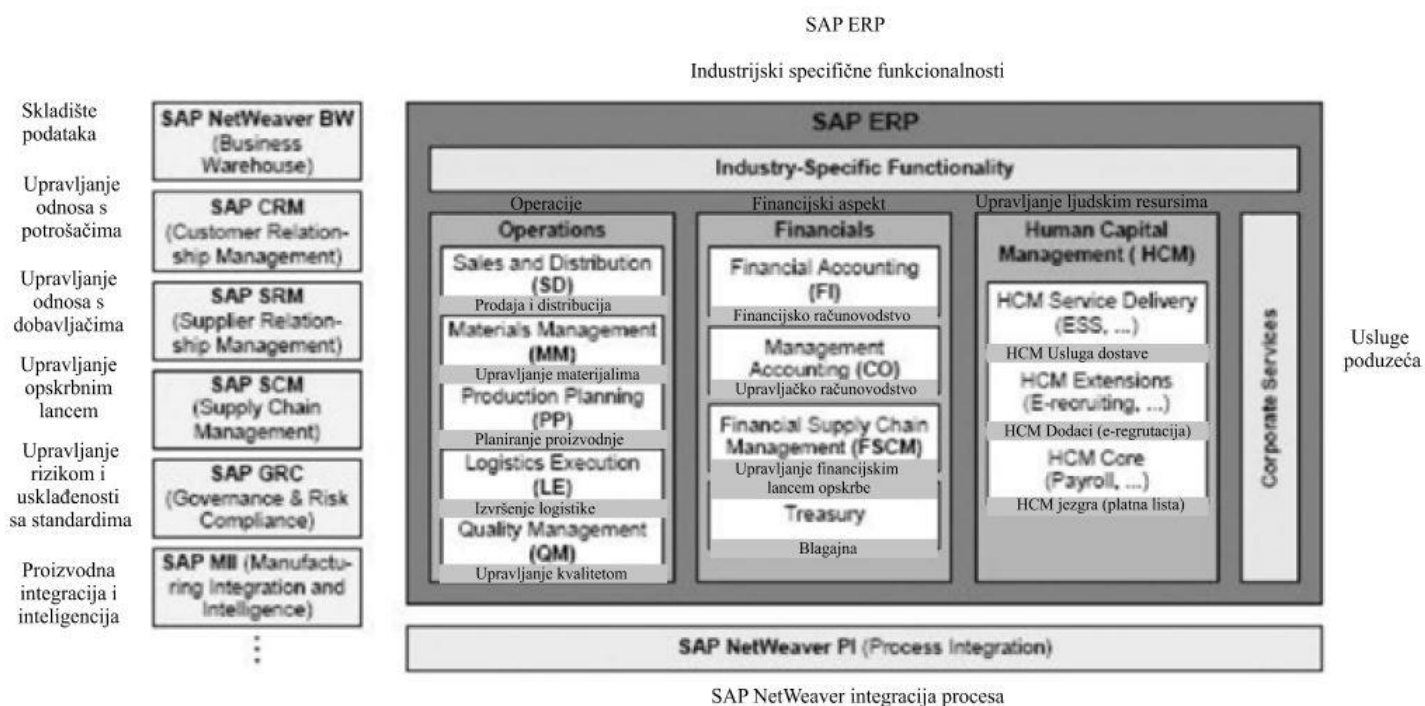 SAP ERP
Industrijski specifične funkcionalnosti
Skladište
podataka
Upravljanje
odnosa s
potrošačima
Upravljanje
odnosa s
dobavljačima
Upravljanje
opskrbnim
lancem
Upravljanje
rizikom i
usklađenosti
sa standardima
Proizvodna
integracija i
inteligencija
SAP NetWeaver BW
(Business
Warehouse)
SAP CRM
(Customer Relation-
ship Management)
SAP SRM
(Supplier Relation-
ship Management)
SAP SCM
(Supply Chain
Management)
SAP GRC
(Governance & Risk
Compliance)
SAP MII (Manufactu-
ring Integration and
Intelligence)
SAP ERP
Industry-Specific Functionality
Operacije
Operations
Sales and Distribution
(SD)
Prodaja i distribucija
Materials Management
(MM)
Upravljanje materijalima
Production Planning
(PP)
Planiranje proizvodnje
Logistics Execution
(LE)
Izvršenje logistike
Quality Management
(QM)
Upravljanje kvalitetom
Financijski aspekt
Financials
Financial Accounting
(FI)
Financijsko računovodstvo
Management
Accounting (CO)
Upravljačko računovodstvo
Financial Supply Chain
Management (FSCM)
Upravljanje financijskim
lancem opskrbe
Treasury
Blagajna
Upravljanje ljudskim resursima
Human Capital
Management ( HCM)
HCM Service Delivery
(ESS, ...)
HCM Usluga dostave
HCM Extensions
(E-recruiting, ...)
HCM Dodaci (e-regrutacija)
HCM Core
(Payroll, ...)
HCM jezgra (platna lista)
Corporate Services
Usluge
poduzeća
SAP NetWeaver PI (Process Integration)
SAP NetWeaver integracija procesa